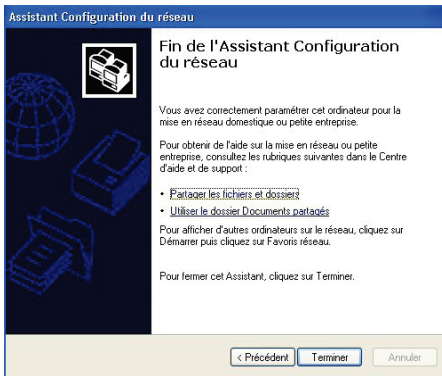 Assistant Configuration du réseau
Fin de l'Assistant Configuration
du réseau
Vous avez correctement paramétrer cet ordinateur pour la
mise en réseau domestique ou petite entreprise.
Pour obtenir de l'aide sur la mise en réseau ou petite
entreprise, consultez les rubriques suivantes dans le Centre
d'aide et de support :
• Partager les fichiers et dossiers
• Utiliser le dossier Documents partagés
Pour afficher d'autres ordinateurs sur le réseau, cliquez sur
Démarrer puis cliquez sur Favoris réseau.
Pour fermer cet Assistant, cliquez sur Terminer.
< Précédent Terminer Annuler